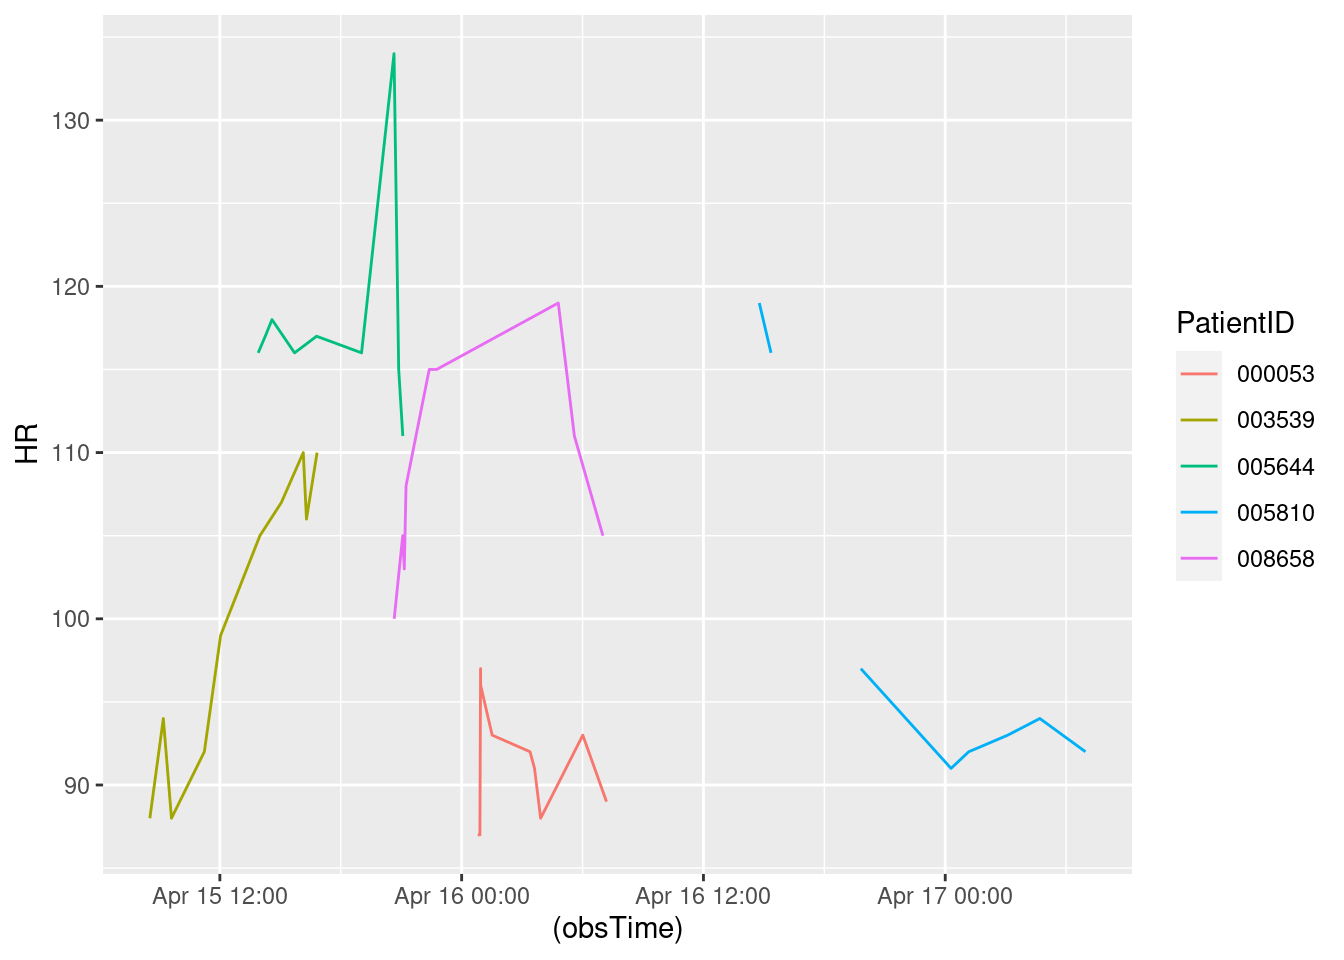 130
120
110
100
90
HR
Apr 15 12:00
Apr 16 00:00
Apr 16 12:00
Apr 17 00:00
(obsTime)
PatientID
000053
003539
005644
005810
008658